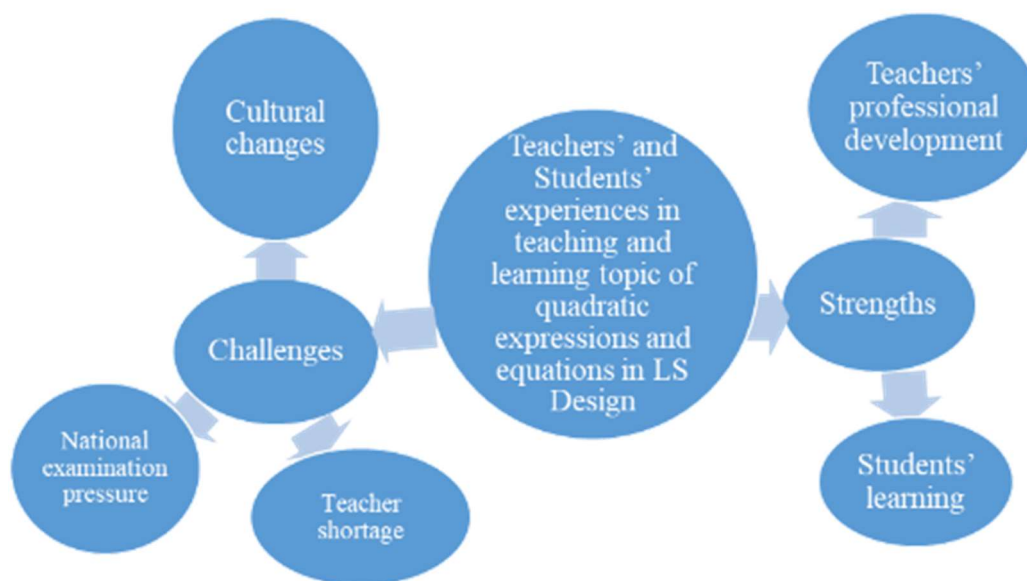 Cultural
changes
Challenges
National
examination
pressure
Teacher
shortage
Teachers’ and
Students’
experiences in
teaching and
learning topic of
quadratic
expressions and
equations in LS
Design
Teachers’
professional
development
Strengths
Students’
learning